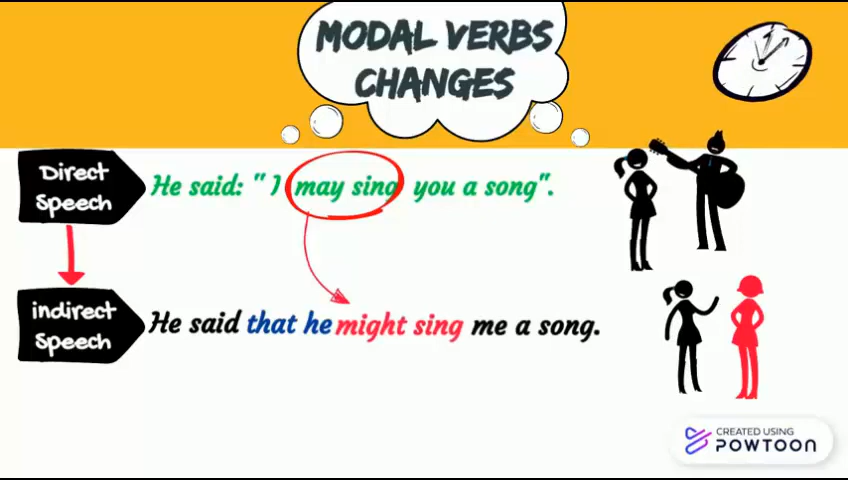 MODAL VERBS
CHANGES
Direct
Speech
He said: " I may sing you a song".
indirect
Speech
He said that he might sing me a song.
CREATED USING
POWTOON